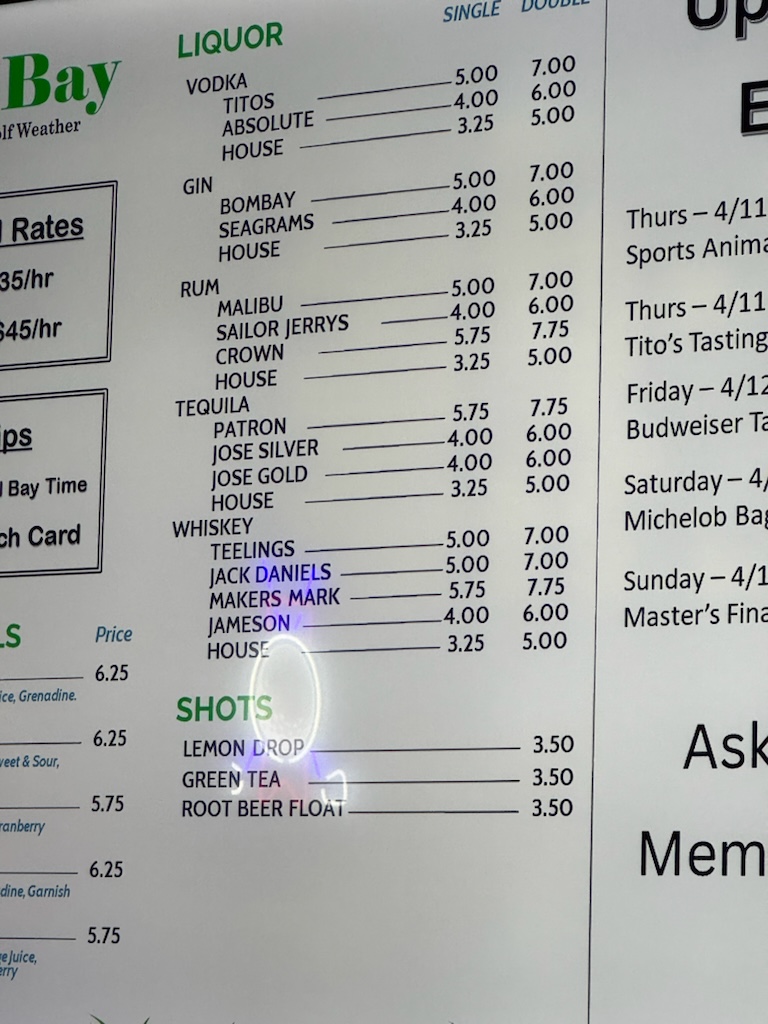 Bay
Weather
Rates
35/hr
$45/hr
Bay Time
Card
Price
6.25
Grenadine.
6.25
Sour,
5.75
6.25
Garnish
5.75
Juice,
LIQUOR SINGLE DOUBLE
VODKA
TITOS 5.00 7.00
ABSOLUTE 4.00 6.00
HOUSE 3.25 5.00
GIN
BOMBAY 5.00 7.00
SEAGRAMS 4.00 6.00
HOUSE 3.25 5.00
RUM
MALIBU 5.00 7.00
SAILOR JERRYS 4.00 6.00
CROWN 5.75 7.75
HOUSE 3.25 5.00
TEQUILA
PATRON 5.75 7.75
JOSE SILVER 4.00 6.00
JOSE GOLD 4.00 6.00
HOUSE 3.25 5.00
WHISKEY
TEELINGS 5.00 7.00
JACK DANIELS 5.00 7.00
MAKERS MARK 5.75 7.75
JAMESON 4.00 6.00
HOUSE 3.25 5.00
SHOTS
LEMON DROP 3.50
GREEN TEA 3.50
ROOT BEER FLOAT 3.50
Up
E
Thurs – 4/11
Sports Anima
Thurs – 4/11
Tito's Tasting
Friday – 4/12
Budweiser Ta
Saturday – 4/
Michelob Bag
Sunday – 4/1
Master's Fina
Ask
Mem